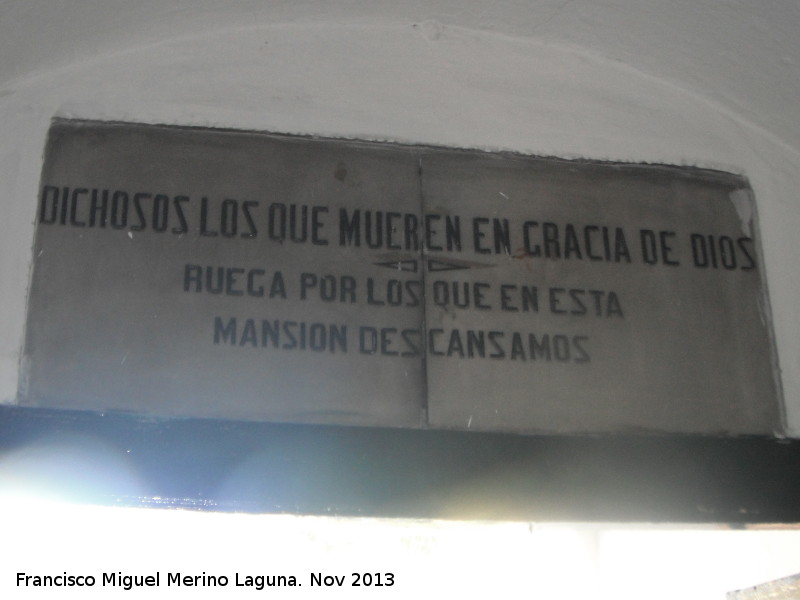 DICHOSOS LOS QUE MUEREN EN GRACIA DE DIOS
RUEGA POR LOS QUE EN ESTA
MANSION DESCANSAMOS
Francisco Miguel Merino Laguna. Nov 2013